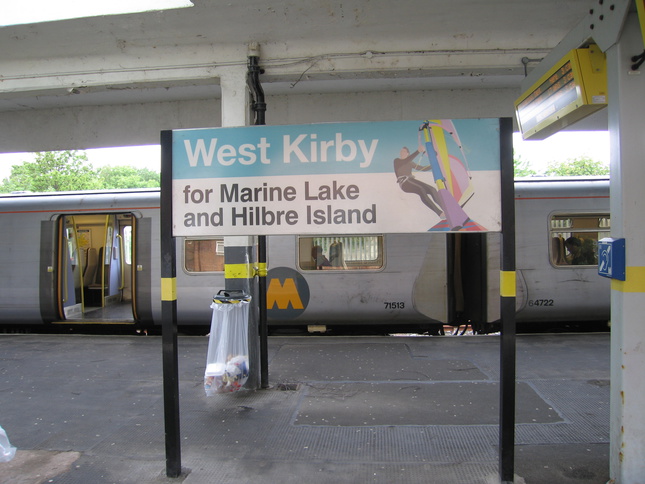 West Kirby
for Marine Lake
and Hilbre Island
M
71513
64722